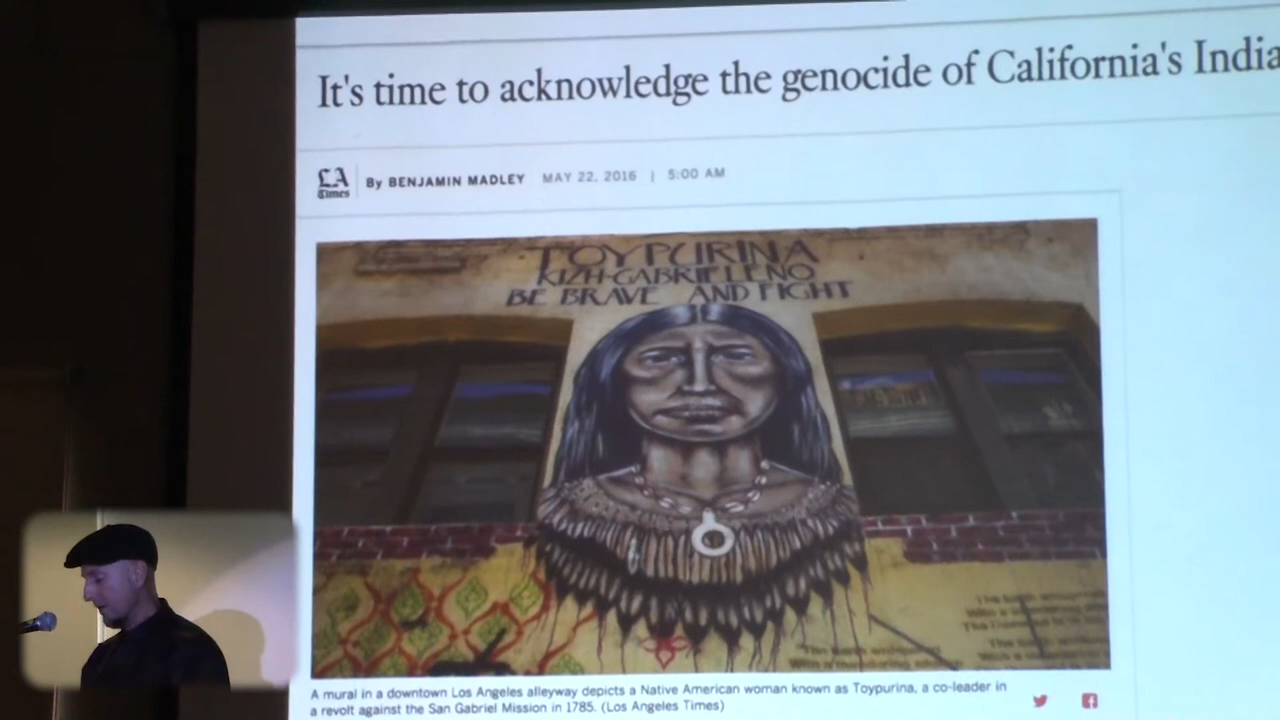 It's time to acknowledge the genocide of California's India
LA
Times
By BENJAMIN MADLEY MAY 22, 2016 | 5:00 AM
TOYPURINA
KIZH-GABRIELENO
BE BRAVE AND FIGHT
A mural in a downtown Los Angeles alleyway depicts a Native American woman known as Toypurina, a co-leader in
a revolt against the San Gabriel Mission in 1785. (Los Angeles Times)